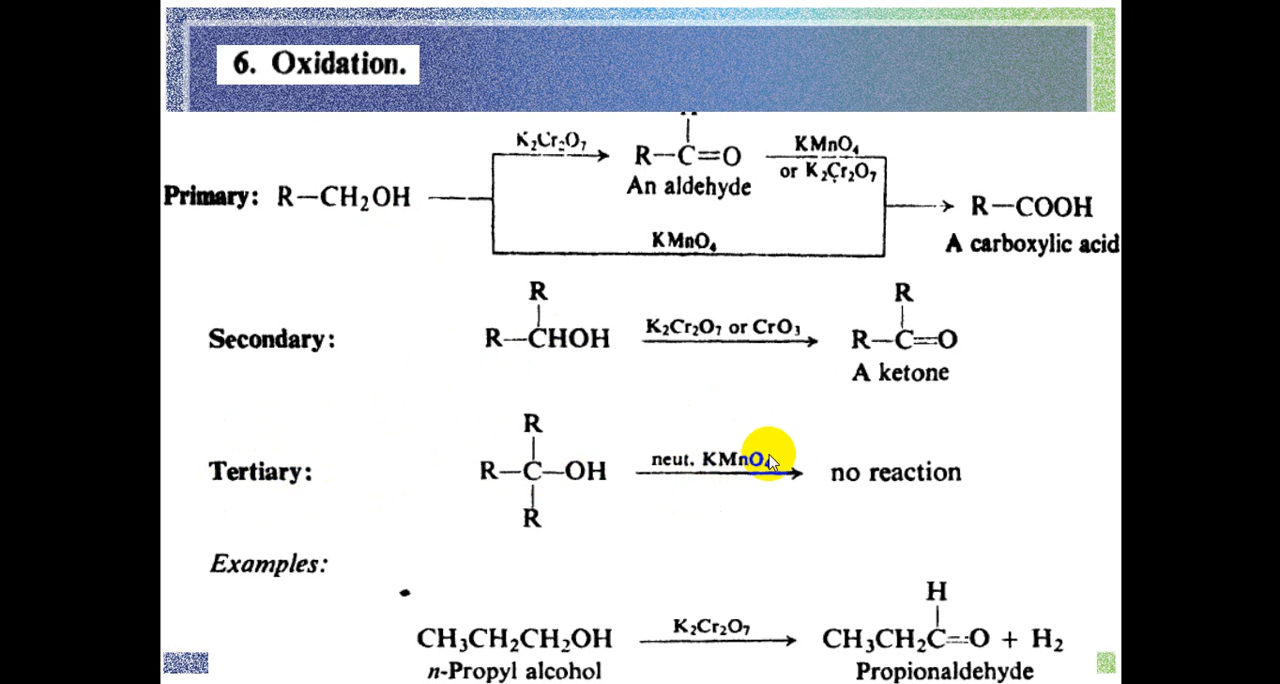 6. Oxidation.
K₂Cr₂O₇
R—C=O
KMnO₄
or K₂Cr₂O₇
An aldehyde
Primary: R—CH₂OH
R—COOH
KMnO₄
A carboxylic acid
R
R
Secondary:
R—CHOH
K₂Cr₂O₇ or CrO₃
R—C=O
A ketone
R
Tertiary:
R—C—OH
neut. KMnO₄
no reaction
R
Examples:
H
CH₃CH₂CH₂OH
K₂Cr₂O₇
CH₃CH₂C=O + H₂
n-Propyl alcohol
Propionaldehyde